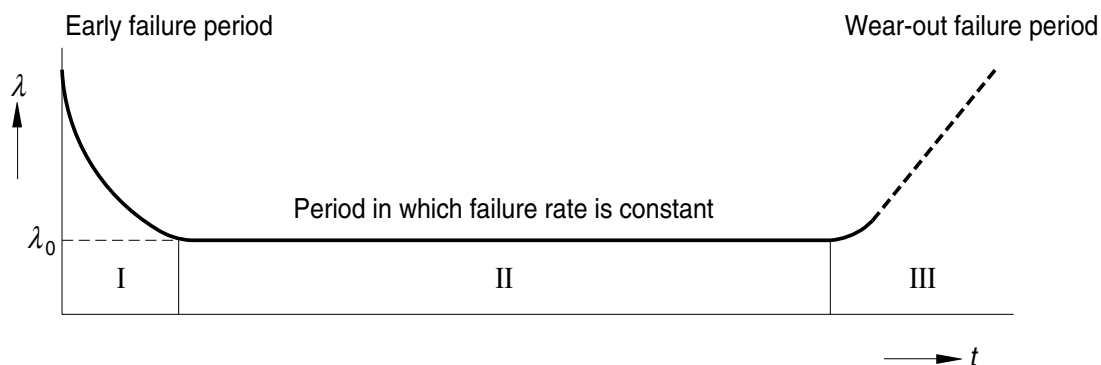 Early failure period
Wear-out failure period
λ
Period in which failure rate is constant
λ0
I
II
III
t